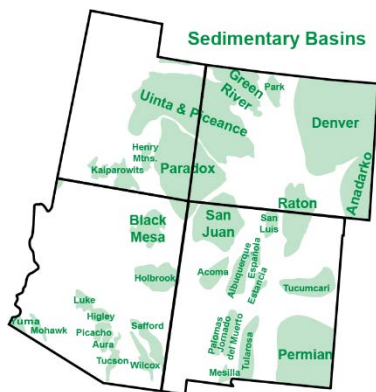 Sedimentary Basins
Green
River
Park
Uinta & Piceance
Denver
Henry
Mtns.
Kaiparowits
Paradox
Anadarko
Raton
San
Luis
San
Juan
Black
Mesa
Albuquerque
Española
Estancia
Acoma
Holbrook
Tucumcari
Luke
Higley
Picacho
Aura
Safford
Yuma
Mohawk
Tucson
Wilcox
Palomas
Jornado
del Muerto
Tularosa
Mesilla
Permian